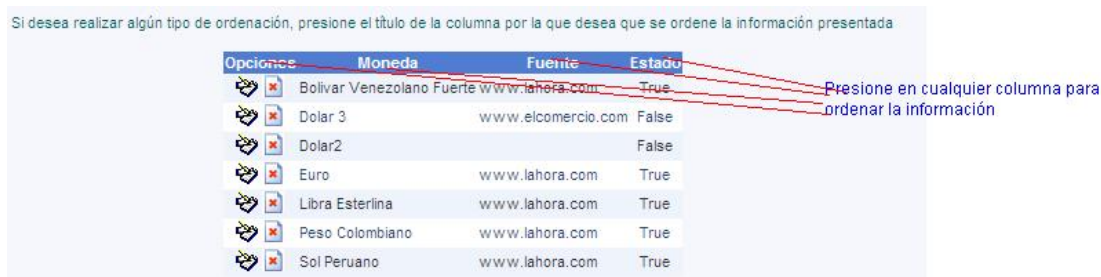 Si desea realizar algún tipo de ordenación, presione el título de la columna por la que desea que se ordene la información presentada
Opciones Moneda Fuente Estado
Bolivar Venezolano Fuerte www.lahora.com True
Dolar 3 www.elcomercio.com False
Dolar2 False
Euro www.lahora.com True
Libra Esterlina www.lahora.com True
Peso Colombiano www.lahora.com True
Sol Peruano www.lahora.com True
Presione en cualquier columna para
ordenar la información